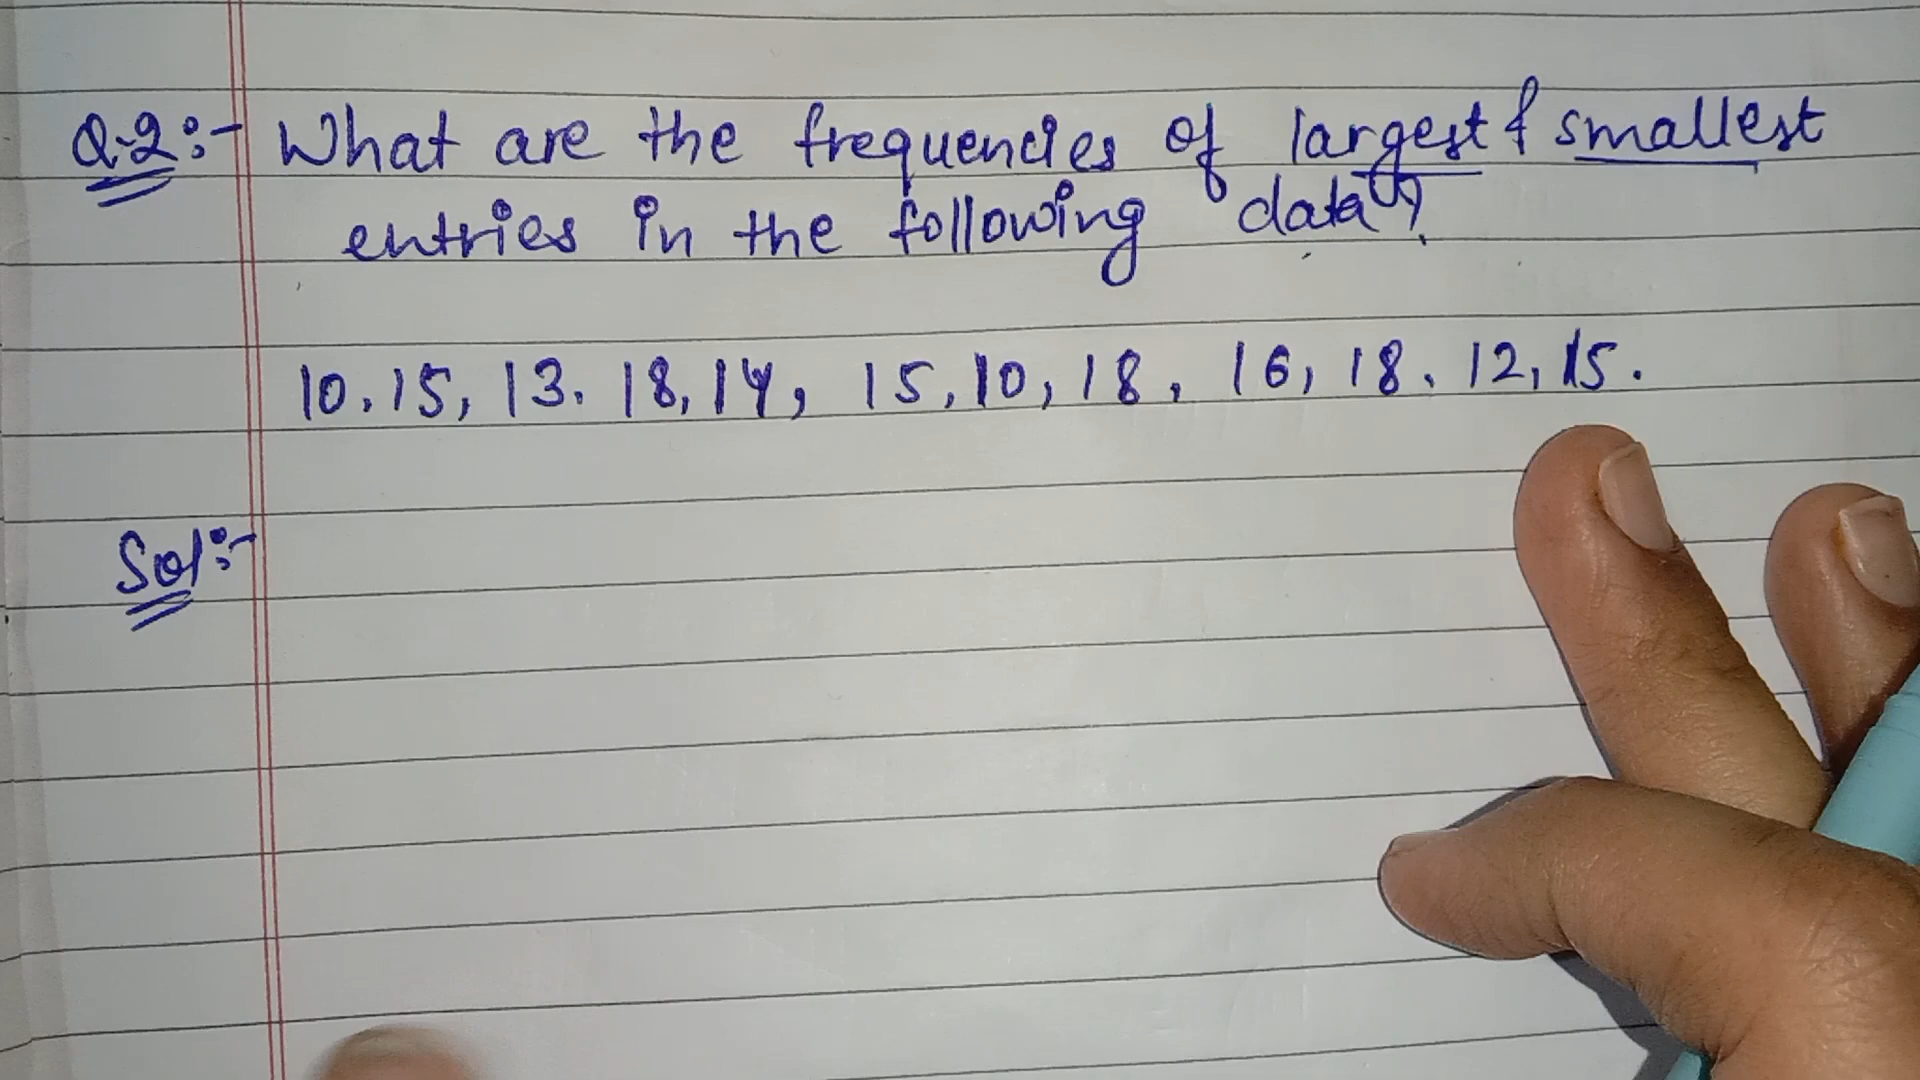 Q.2:- What are the frequencies of largest & smallest
entries in the following data?
10, 15, 13, 18, 14, 15, 10, 18, 16, 18, 12, 15.
Sol:-